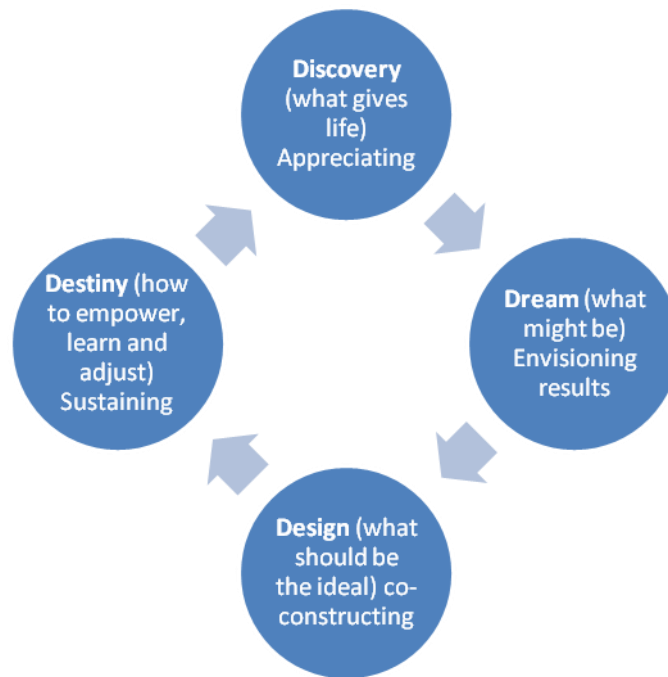 Discovery
(what gives
life)
Appreciating
Dream (what
might be)
Envisioning
results
Design (what
should be
the ideal) co-
constructing
Destiny (how
to empower,
learn and
adjust)
Sustaining